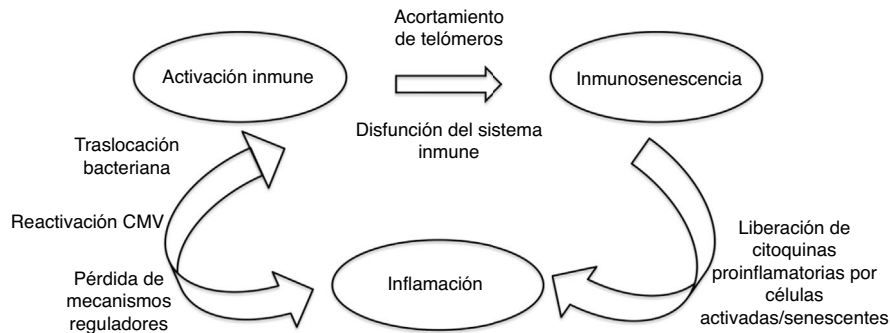 Acortamiento
de telómeros
Activación inmune
Inmunosenescencia
Disfunción del sistema
inmune
Traslocación
bacteriana
Reactivación CMV
Pérdida de
mecanismos
reguladores
Inflamación
Liberación de
citoquinas
proinflamatorias por
células
activadas/senescentes